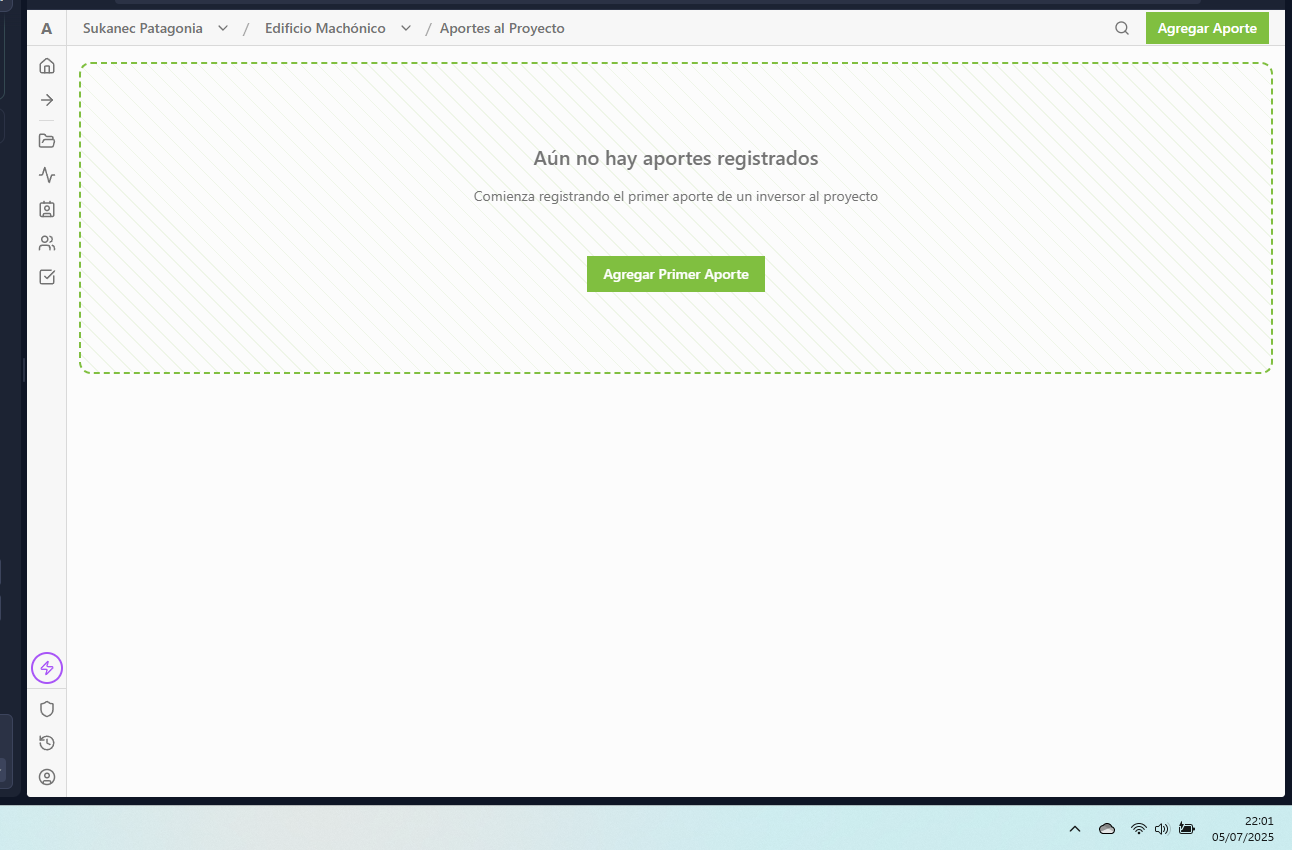 A Sukanec Patagonia / Edificio Machónico / Aportes al Proyecto Agregar Aporte
Aún no hay aportes registrados
Comienza registrando el primer aporte de un inversor al proyecto
Agregar Primer Aporte
22:01
05/07/2025